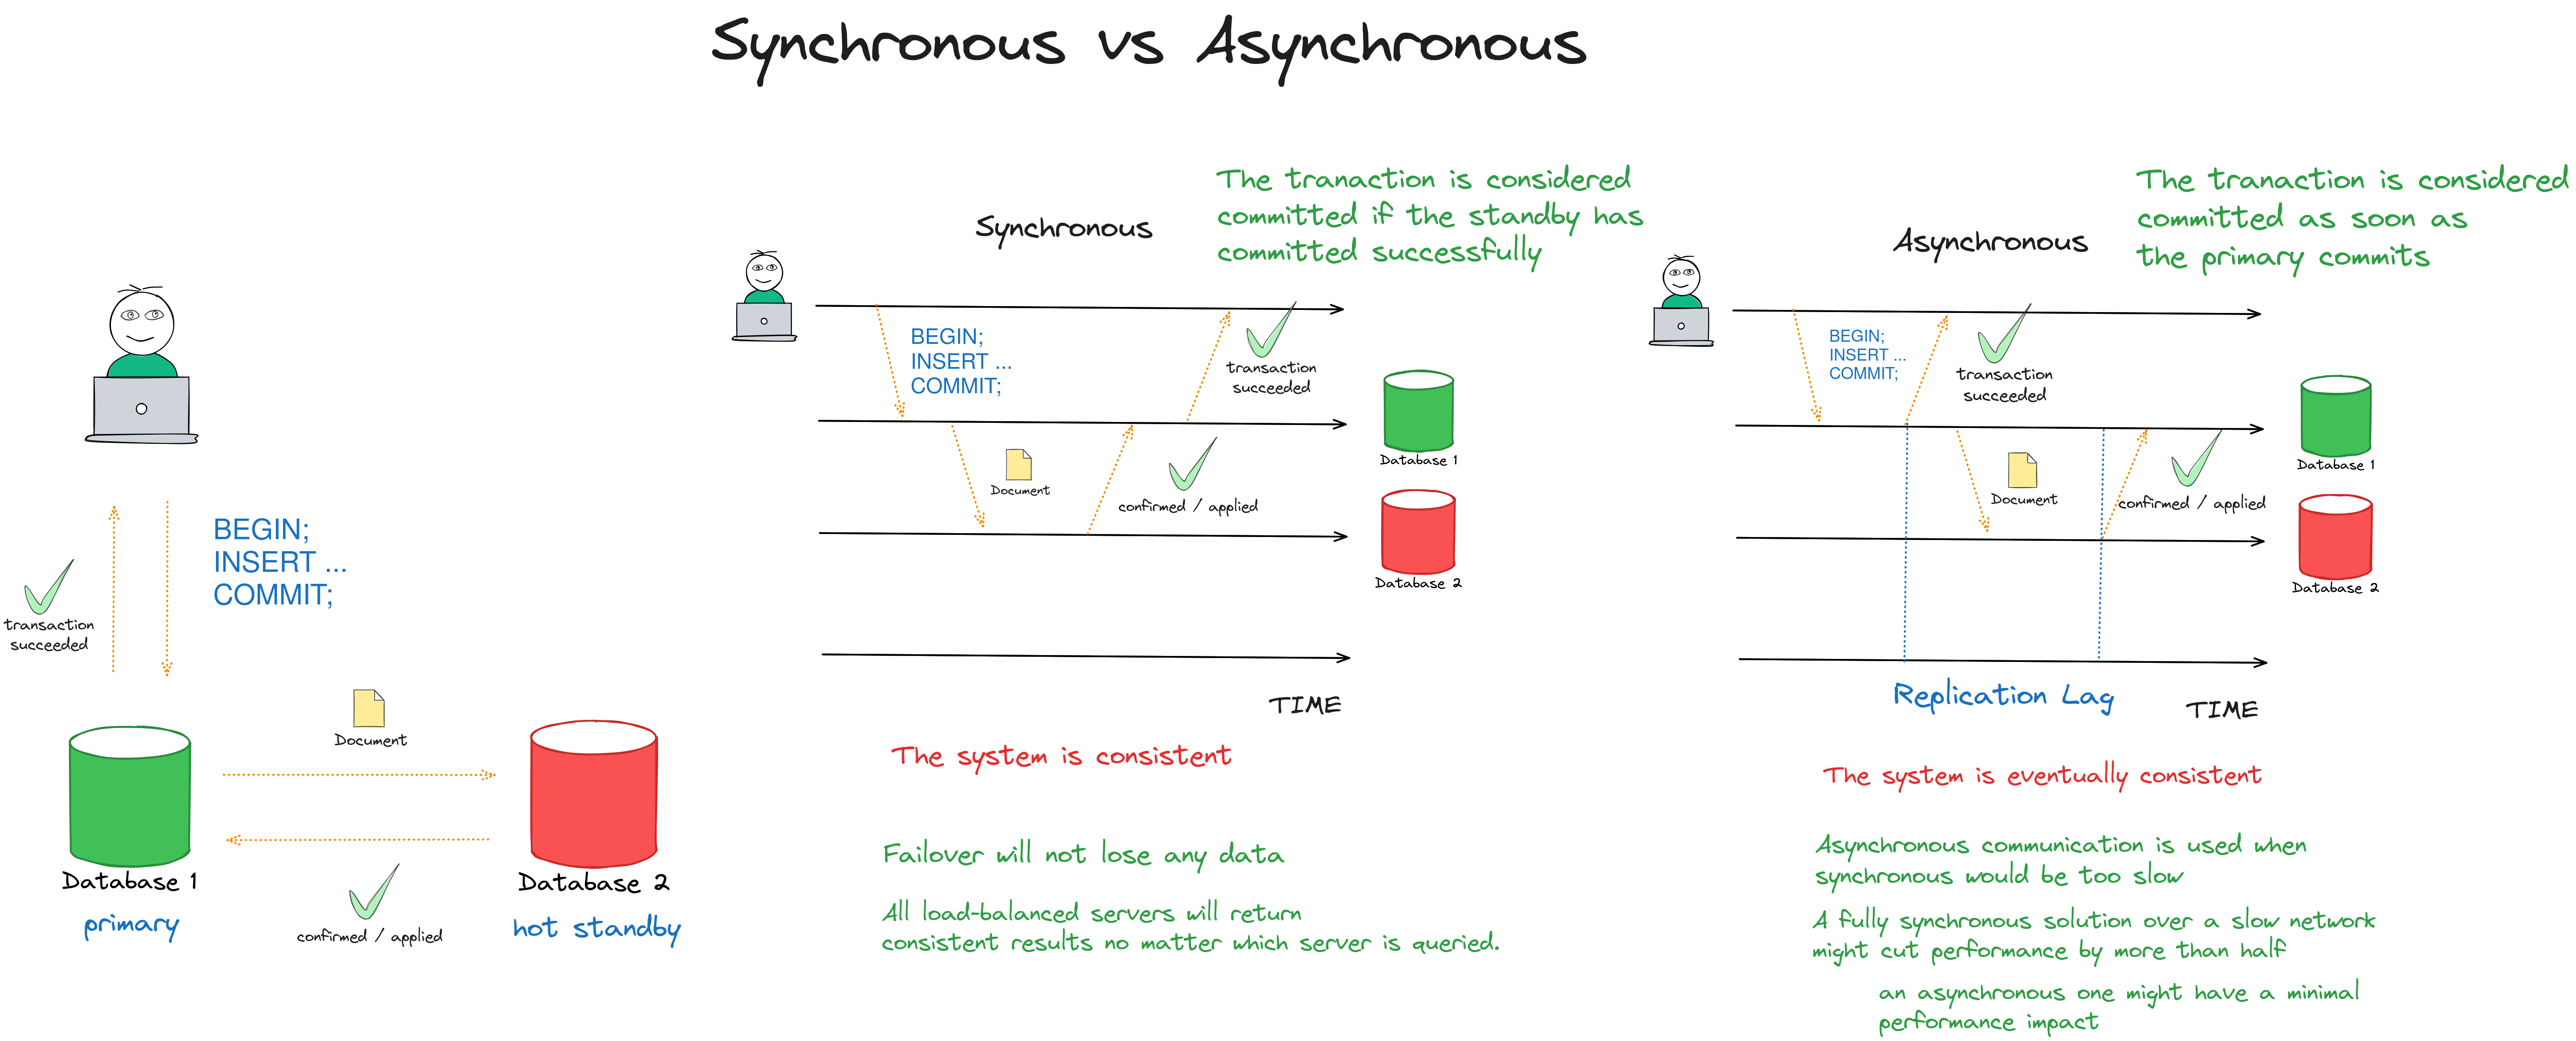 Synchronous vs Asynchronous
BEGIN;
INSERT ...
COMMIT;
transaction
succeeded
Document
Database 1
primary
Database 2
hot standby
confirmed / applied
Synchronous
The tranaction is considered
committed if the standby has
committed successfully
BEGIN;
INSERT ...
COMMIT;
transaction
succeeded
Document
confirmed / applied
Database 1
Database 2
TIME
The system is consistent
Failover will not lose any data
All load-balanced servers will return
consistent results no matter which server is queried.
Asynchronous
The tranaction is considered
committed as soon as
the primary commits
BEGIN;
INSERT ...
COMMIT;
transaction
succeeded
Document
confirmed / applied
Database 1
Database 2
Replication Lag
TIME
The system is eventually consistent
Asynchronous communication is used when
synchronous would be too slow
A fully synchronous solution over a slow network
might cut performance by more than half
an asynchronous one might have a minimal
performance impact